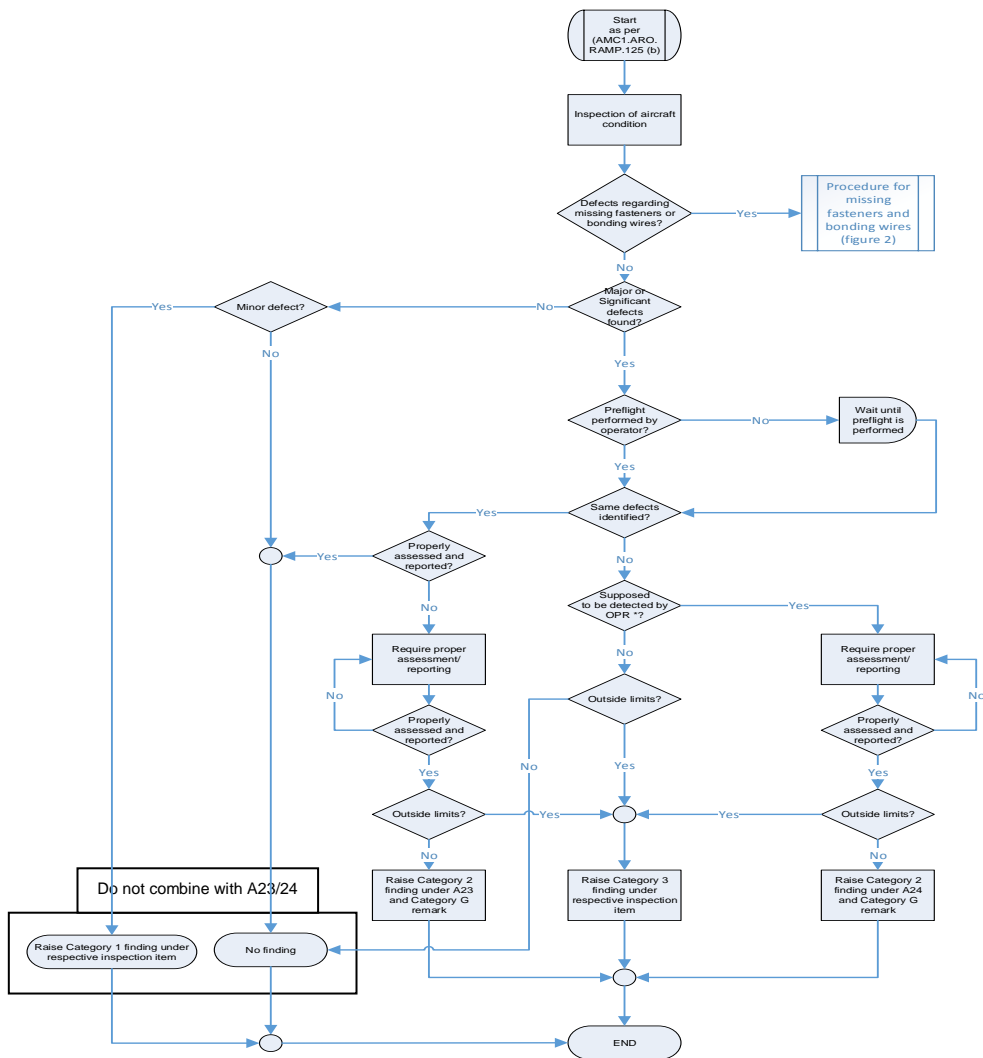 Start
as per
(AMC1.ARO.
RAMP.125 (b)
Inspection of aircraft
condition
Defects regarding
missing fasteners or
bonding wires?
Yes
Procedure for
missing
fasteners and
bonding wires
(figure 2)
No
Major or
Significant
defects
found?
No
Minor defect?
Yes
No
Yes
Preflight
performed by
operator?
No
Wait until
preflight is
performed
Yes
Same defects
identified?
Yes
Properly
assessed and
reported?
Yes
No
Supposed
to be detected by
OPR *?
Yes
No
No
Require proper
assessment/
reporting
Require proper
assessment/
reporting
No
Outside limits?
No
No
Properly
assessed and
reported?
Properly
assessed and
reported?
Yes
Yes
Yes
Outside limits?
Yes
Yes
Outside limits?
No
No
Raise Category 2
finding under A23
and Category G
remark
Raise Category 3
finding under
respective inspection
item
Raise Category 2
finding under A24
and Category G
remark
Do not combine with A23/24
Raise Category 1 finding under
respective inspection item
No finding
END